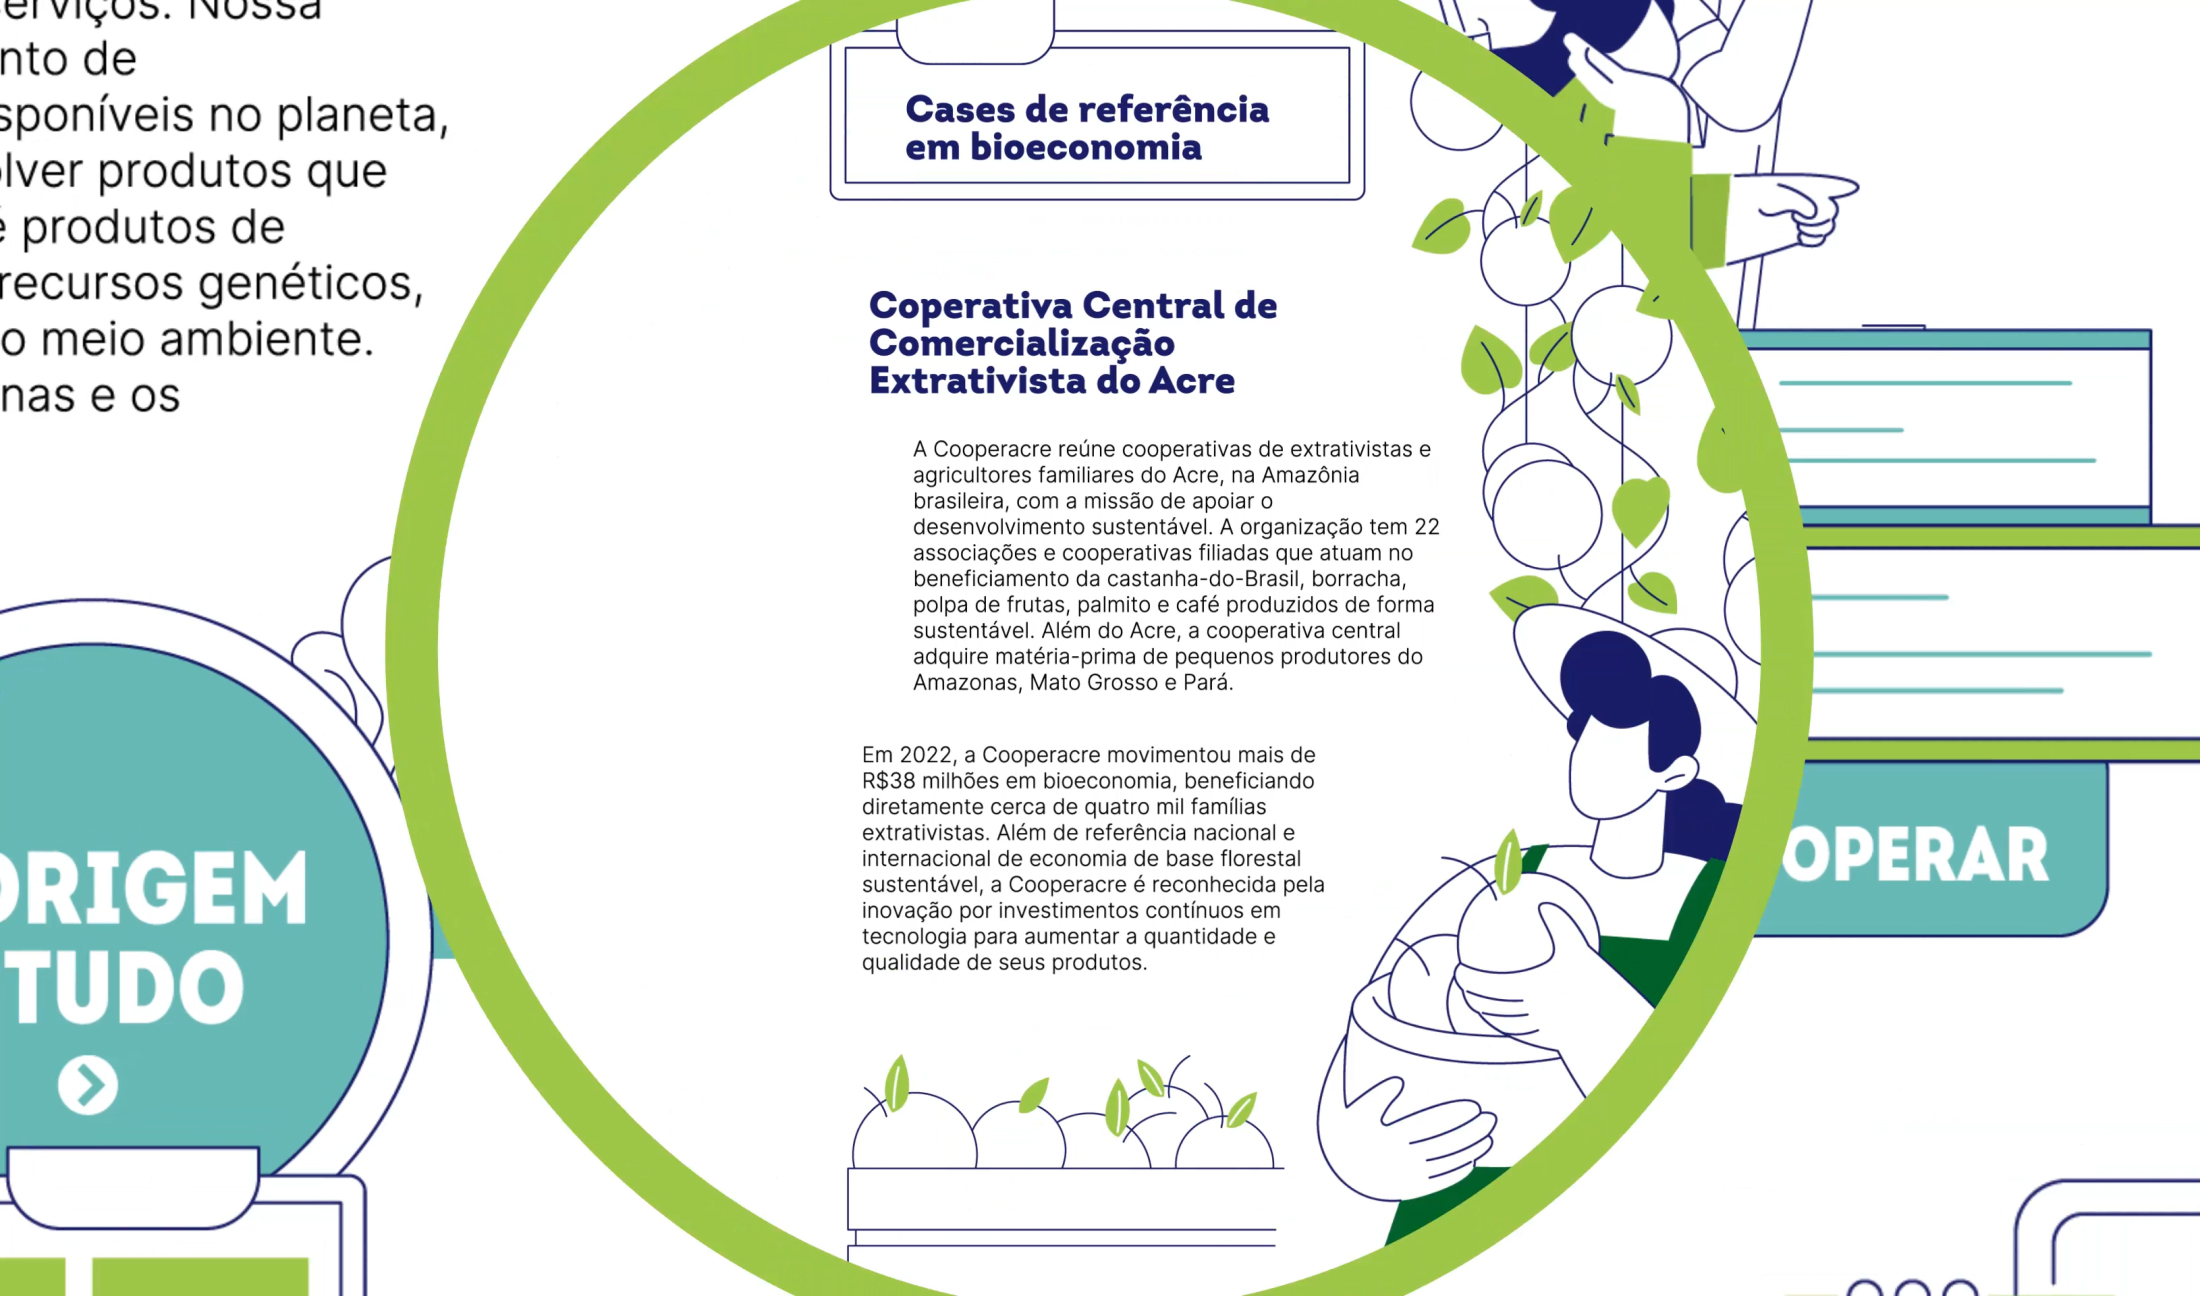 serviços. Nossa
nto de
sponíveis no planeta,
olver produtos que
é produtos de
recursos genéticos,
o meio ambiente.
nas e os
Cases de referência
em bioeconomia
Coperativa Central de
Comercialização
Extrativista do Acre
A Cooperacre reúne cooperativas de extrativistas e
agricultores familiares do Acre, na Amazônia
brasileira, com a missão de apoiar o
desenvolvimento sustentável. A organização tem 22
associações e cooperativas filiadas que atuam no
beneficiamento da castanha-do-Brasil, borracha,
polpa de frutas, palmito e café produzidos de forma
sustentável. Além do Acre, a cooperativa central
adquire matéria-prima de pequenos produtores do
Amazonas, Mato Grosso e Pará.
Em 2022, a Cooperacre movimentou mais de
R$38 milhões em bioeconomia, beneficiando
diretamente cerca de quatro mil famílias
extrativistas. Além de referência nacional e
internacional de economia de base florestal
sustentável, a Cooperacre é reconhecida pela
inovação por investimentos contínuos em
tecnologia para aumentar a quantidade e
qualidade de seus produtos.
ORIGEM
TUDO
OPERAR